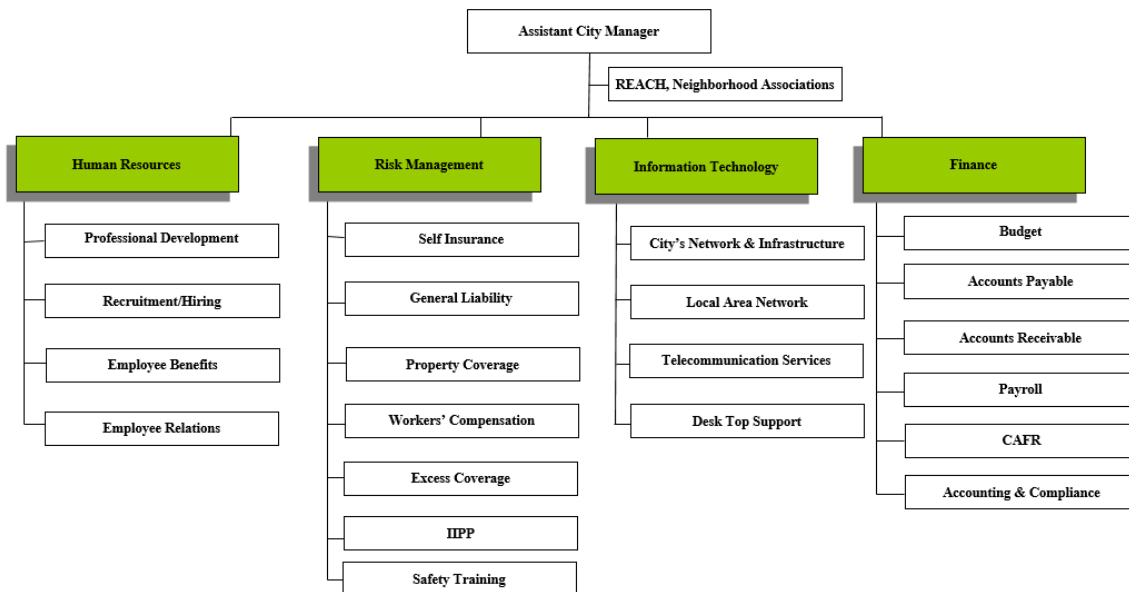 Assistant City Manager
REACH, Neighborhood Associations
Human Resources
Risk Management
Information Technology
Finance
Professional Development
Recruitment/Hiring
Employee Benefits
Employee Relations
Self Insurance
General Liability
Property Coverage
Workers’ Compensation
Excess Coverage
IIPP
Safety Training
City’s Network & Infrastructure
Local Area Network
Telecommunication Services
Desk Top Support
Budget
Accounts Payable
Accounts Receivable
Payroll
CAFR
Accounting & Compliance